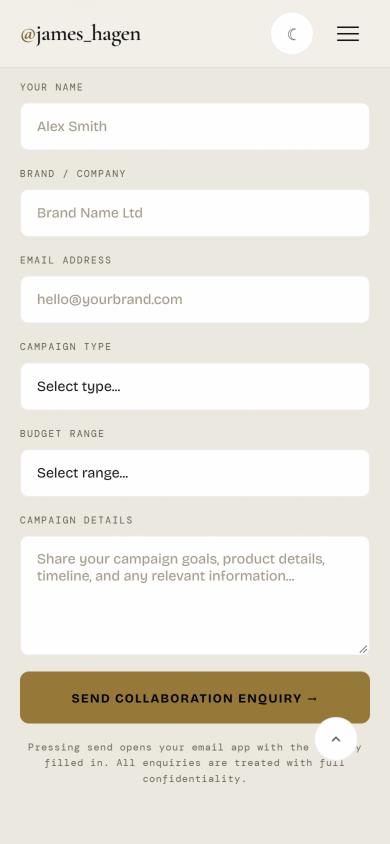 @james_hagen
YOUR NAME
Alex Smith
BRAND / COMPANY
Brand Name Ltd
EMAIL ADDRESS
hello@yourbrand.com
CAMPAIGN TYPE
Select type...
BUDGET RANGE
Select range...
CAMPAIGN DETAILS
Share your campaign goals, product details,
timeline, and any relevant information...
SEND COLLABORATION ENQUIRY →
Pressing send opens your email app with the
filled in. All enquiries are treated with full
confidentiality.